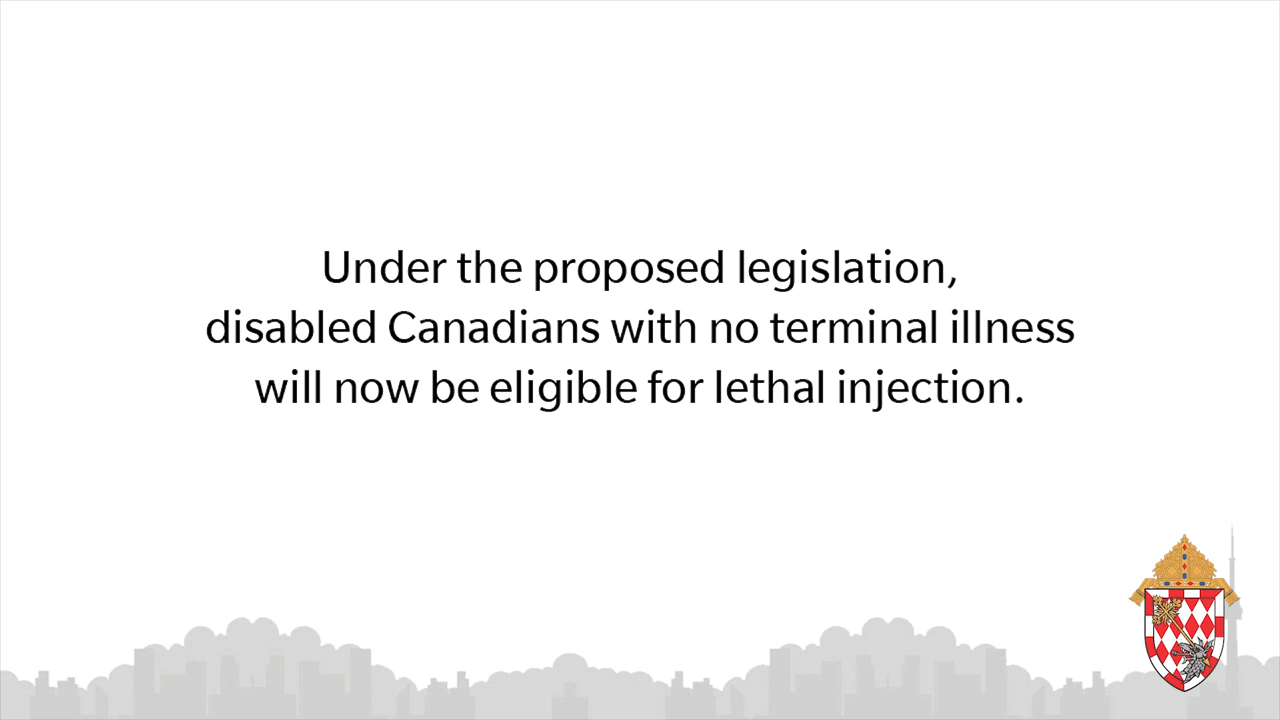 Under the proposed legislation,
disabled Canadians with no terminal illness
will now be eligible for lethal injection.